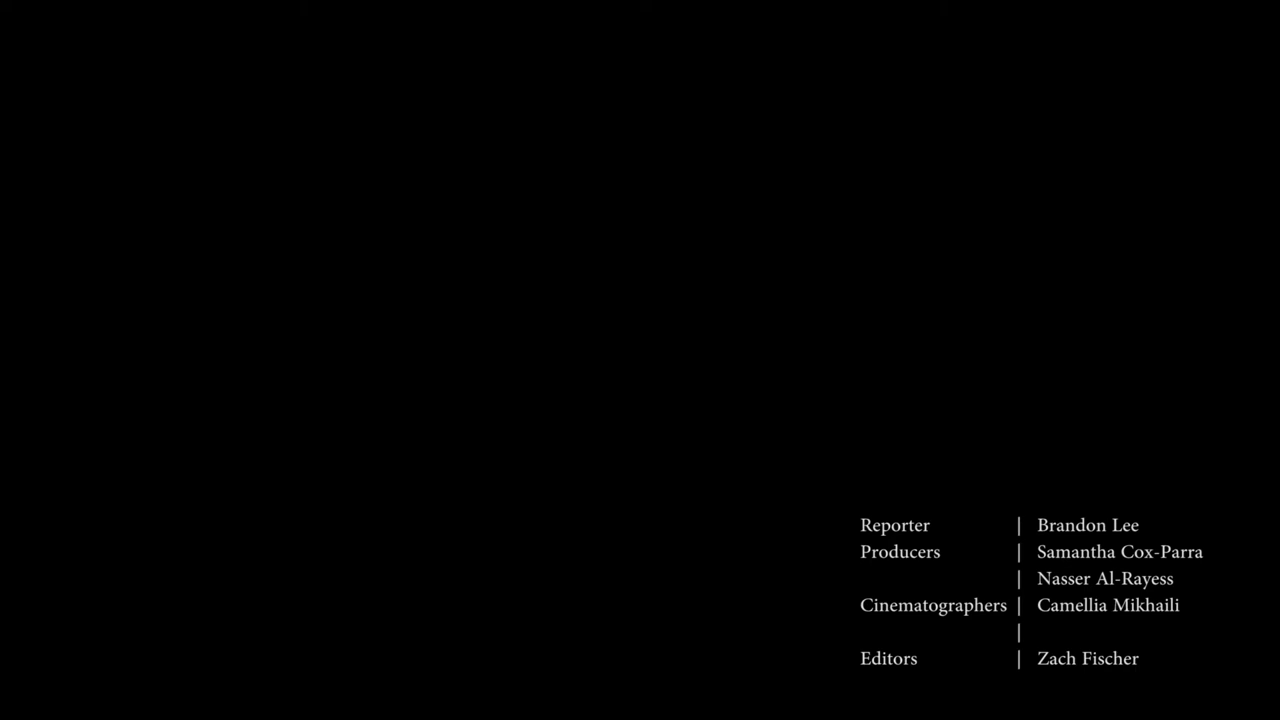 Reporter | Brandon Lee
Producers | Samantha Cox-Parra
| Nasser Al-Rayess
Cinematographers | Camellia Mikhaili
|
Editors | Zach Fischer